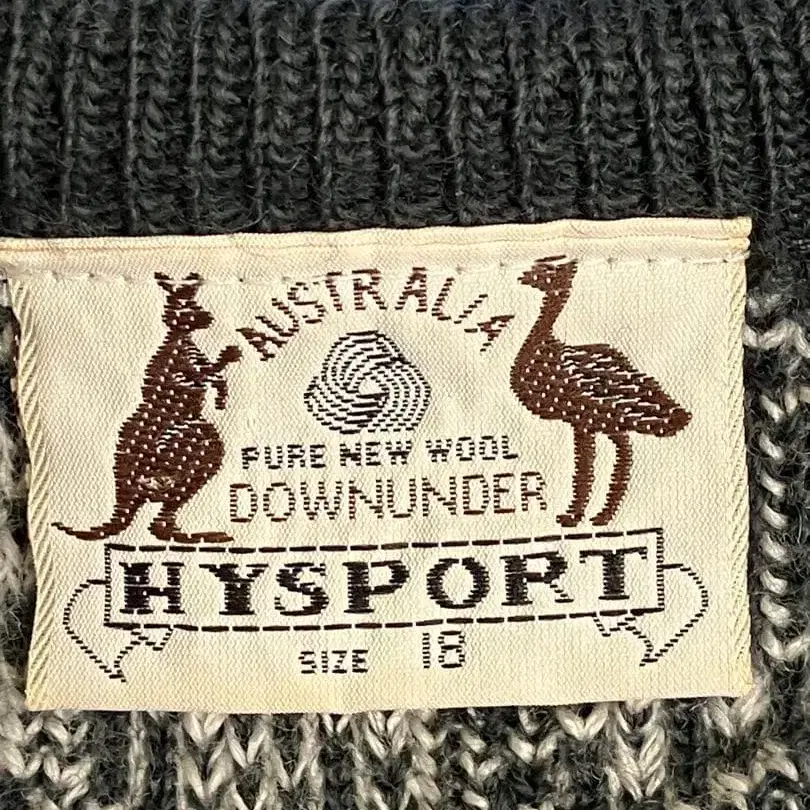 AUSTRALIA
PURE NEW WOOL
DOWNUNDER
HYSPORT
SIZE 18